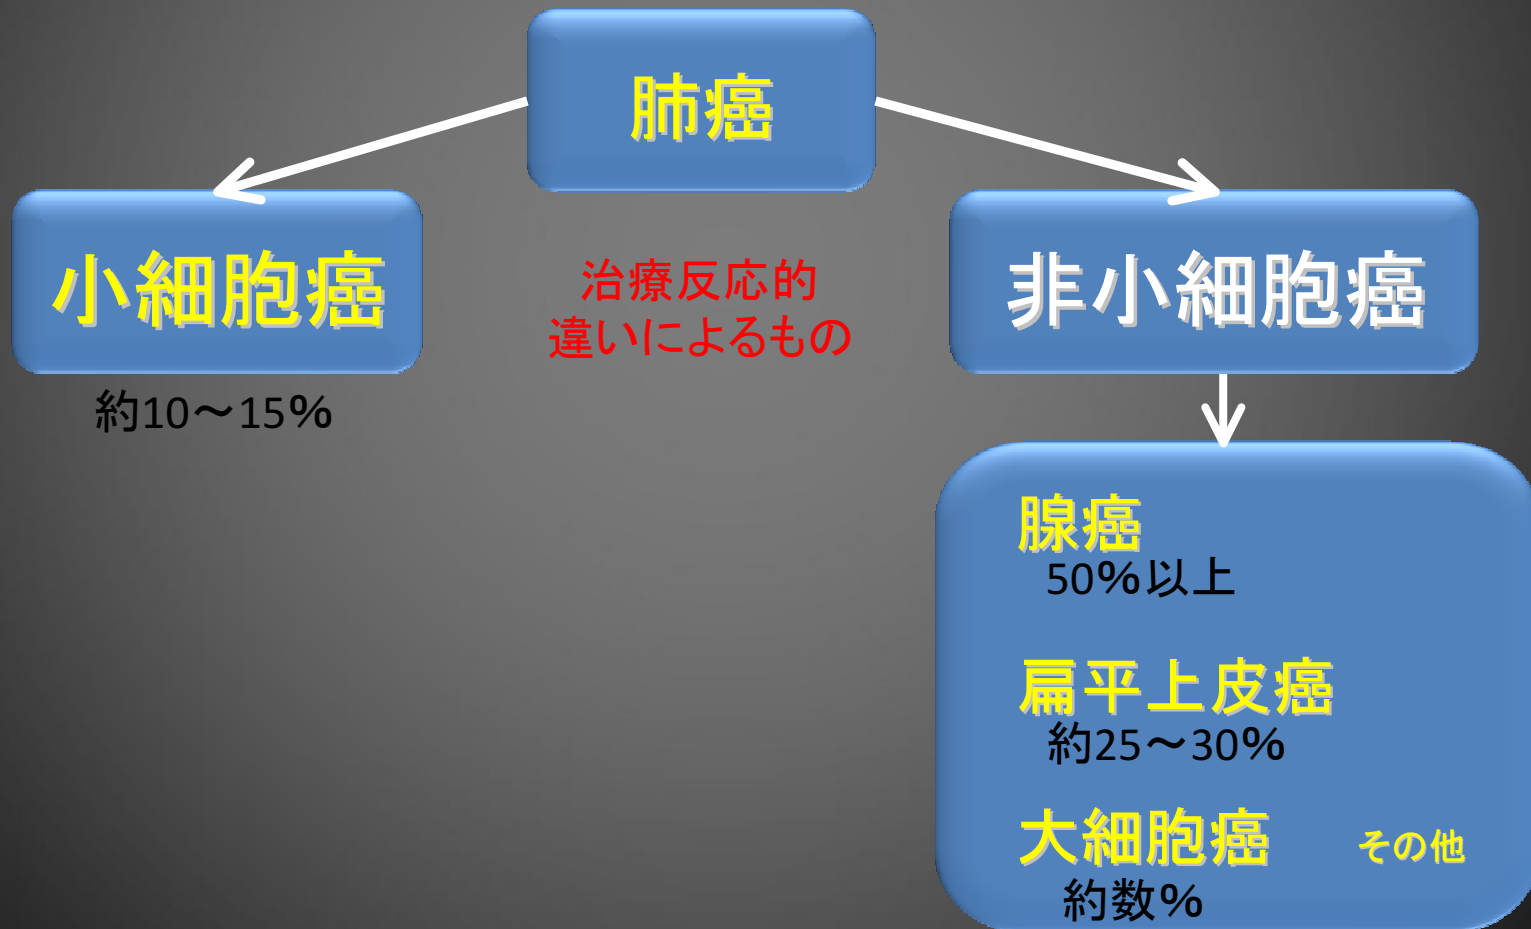 肺癌
小細胞癌
約10～15%
治療反応的
違いによるもの
非小細胞癌
腺癌
50%以上
扁平上皮癌
約25～30%
大細胞癌 その他
約数%